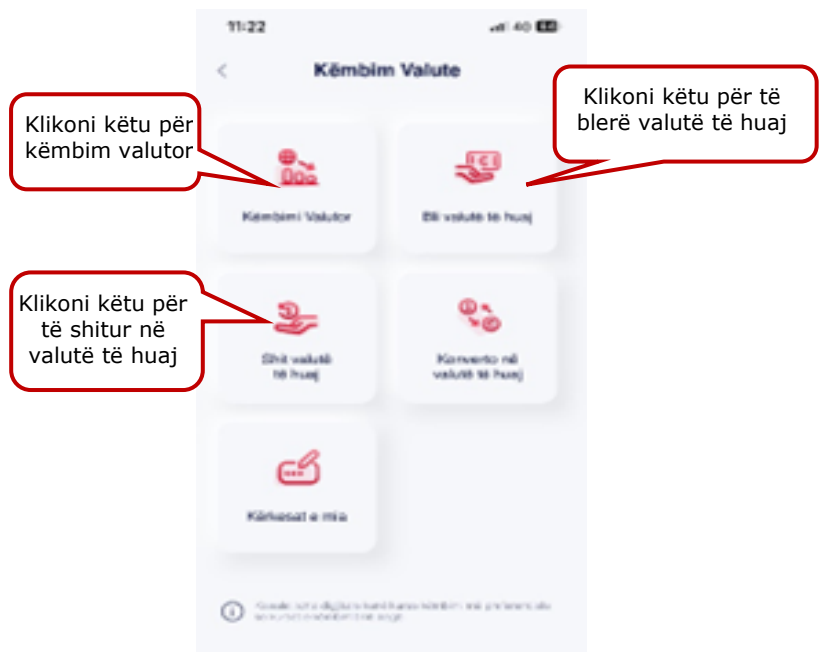 11:22
4G 64
Këmbim Valute
Klikoni këtu për
këmbim valutor
Klikoni këtu për të
blerë valutë të huaj
Këmbimi Valutor
Bli valutë të huaj
Klikoni këtu për
të shitur në
valutë të huaj
Shit valutë
të huaj
Konverto në
valutë të huaj
Kërkesat e mia